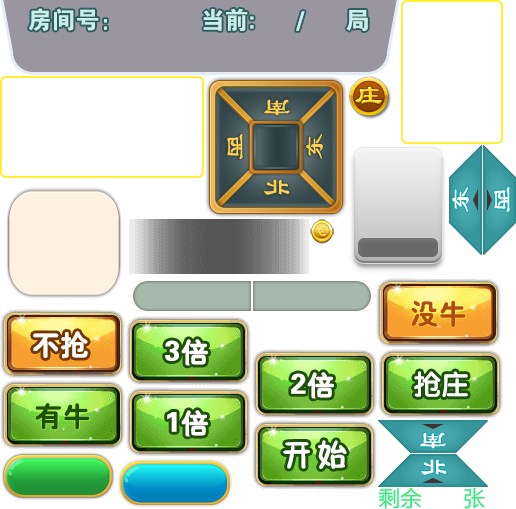 房间号: 当前: / 局
庄
南
西 东
北
东 西
没牛
不抢 3倍
2倍 抢庄
有牛 1倍
开始
南
北
剩余 张